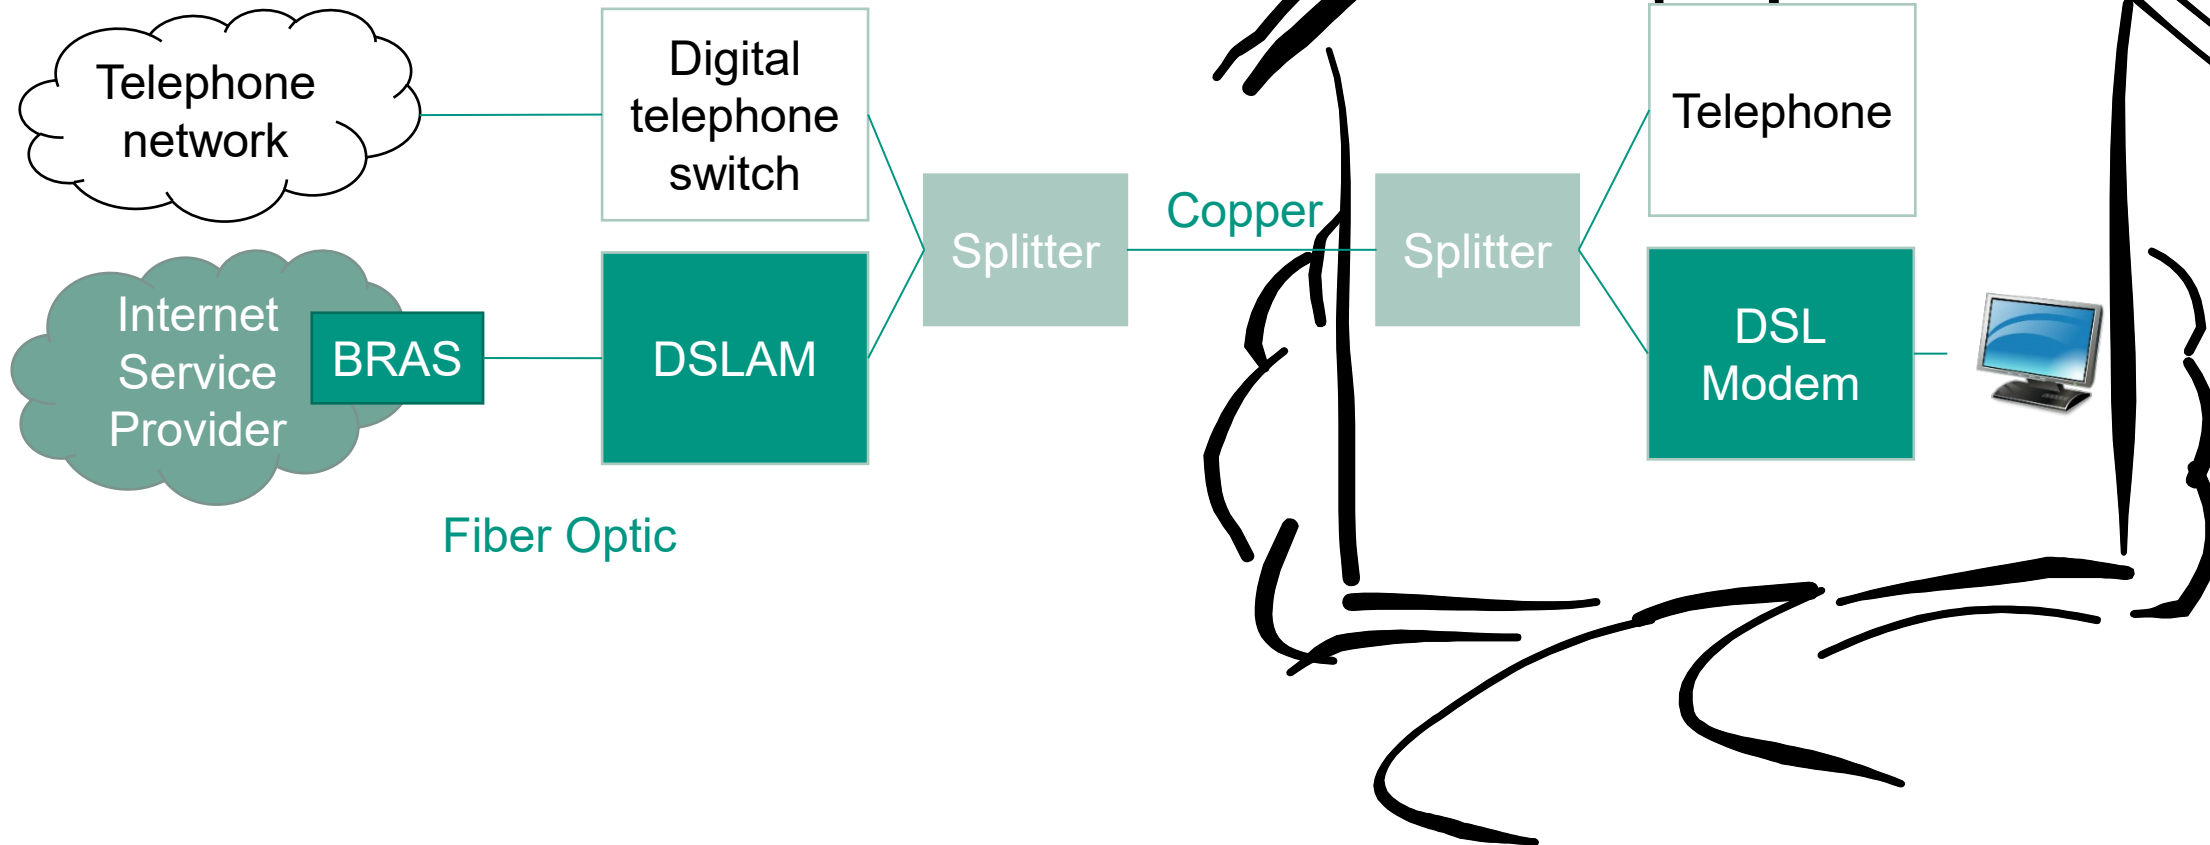 Telephone
network
Digital
telephone
switch
Splitter
Copper
Splitter
Telephone
Internet
Service
Provider
BRAS
DSLAM
DSL
Modem
Fiber Optic